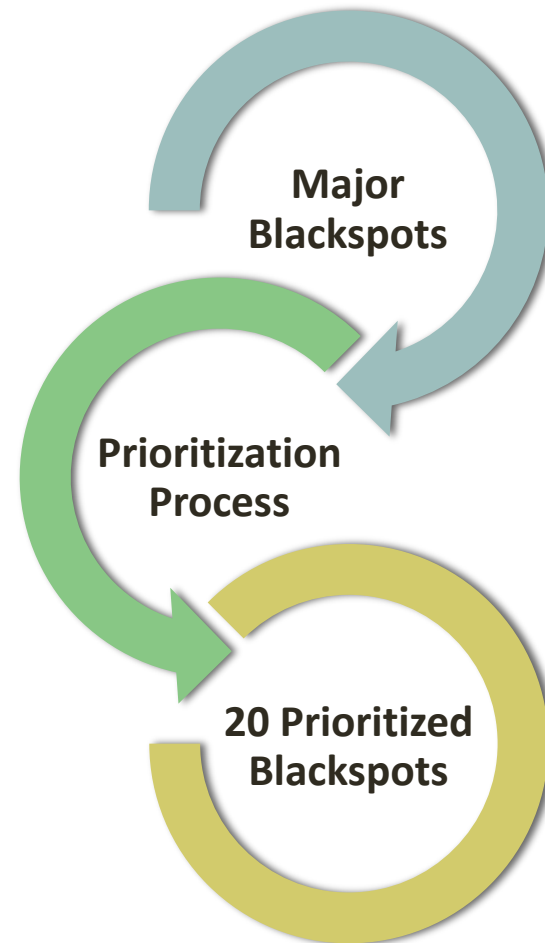 Major
Blackspots
Prioritization
Process
20 Prioritized
Blackspots